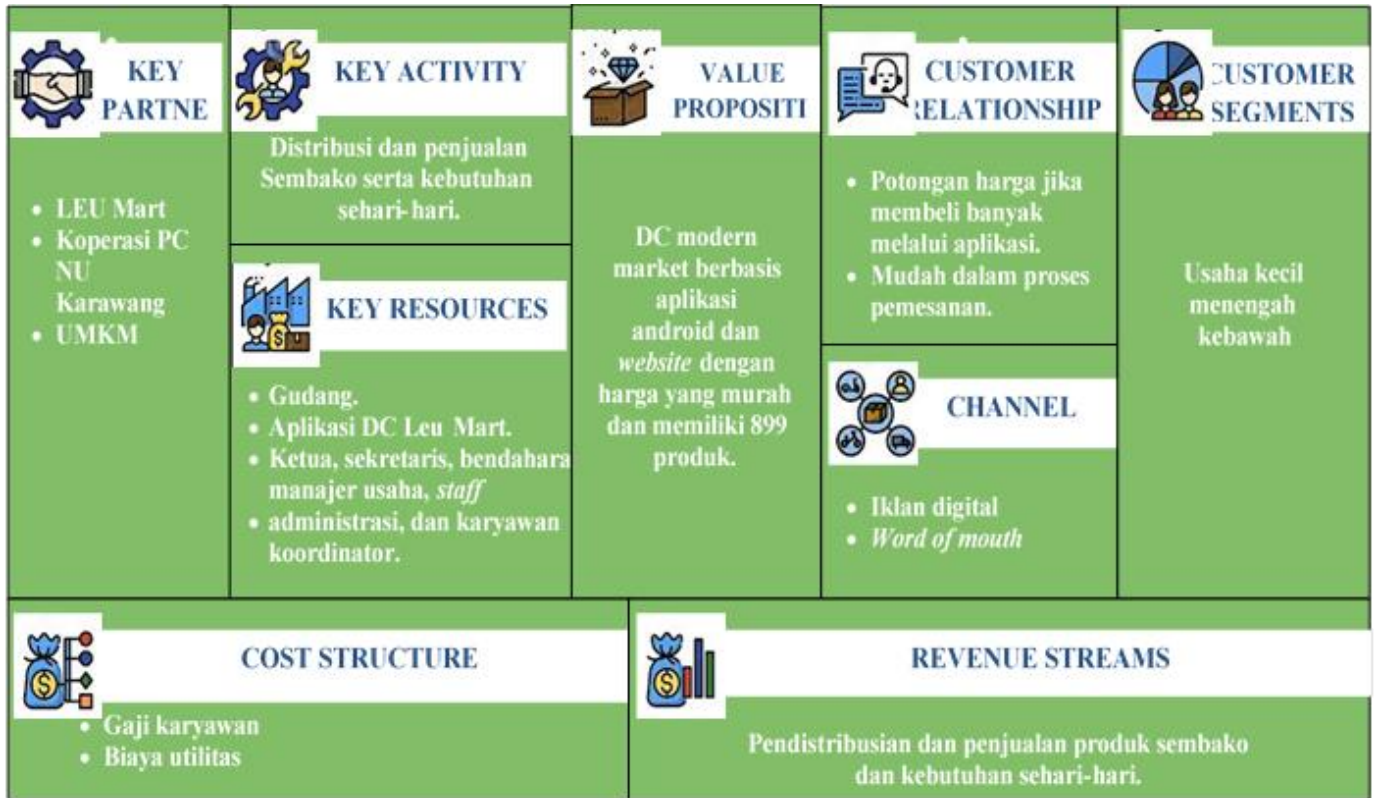 KEY
PARTNE
• LEU Mart
• Koperasi PC
NU
Karawang
• UMKM
KEY ACTIVITY
Distribusi dan penjualan
Sembako serta kebutuhan
sehari-hari.
KEY RESOURCES
• Gudang.
• Aplikasi DC Leu Mart.
• Ketua, sekretaris, bendahara
manajer usaha, staff
• administrasi, dan karyawan
koordinator.
VALUE
PROPOSITI
DC modern
market berbasis
aplikasi
android dan
website dengan
harga yang murah
dan memiliki 899
produk.
CUSTOMER
RELATIONSHIP
• Potongan harga jika
membeli banyak
melalui aplikasi.
• Mudah dalam proses
pemesanan.
CHANNEL
• Iklan digital
• Word of mouth
CUSTOMER
SEGMENTS
Usaha kecil
menengah
kebawah
COST STRUCTURE
• Gaji karyawan
• Biaya utilitas
REVENUE STREAMS
Pendistribusian dan penjualan produk sembako
dan kebutuhan sehari-hari.